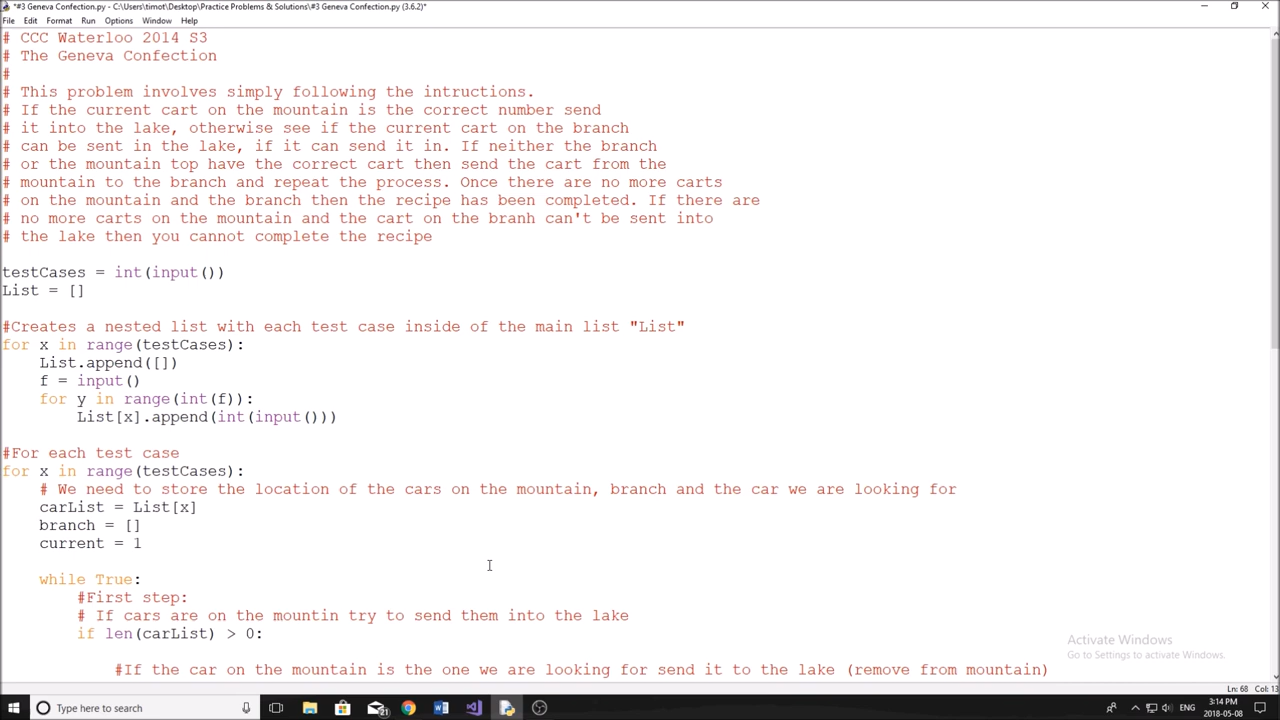 *#3 Geneva Confection.py - C:\Users\timot\Desktop\Practice Problems & Solutions\#3 Geneva Confection.py (3.6.2)*
File Edit Format Run Options Window Help
# CCC Waterloo 2014 S3
# The Geneva Confection
#
# This problem involves simply following the intructions.
# If the current cart on the mountain is the correct number send
# it into the lake, otherwise see if the current cart on the branch
# can be sent in the lake, if it can send it in. If neither the branch
# or the mountain top have the correct cart then send the cart from the
# mountain to the branch and repeat the process. Once there are no more carts
# on the mountain and the branch then the recipe has been completed. If there are
# no more carts on the mountain and the cart on the branh can't be sent into
# the lake then you cannot complete the recipe
testCases = int(input())
List = []
#Creates a nested list with each test case inside of the main list "List"
for x in range(testCases):
    List.append([])
    f = input()
    for y in range(int(f)):
        List[x].append(int(input()))
#For each test case
for x in range(testCases):
    # We need to store the location of the cars on the mountain, branch and the car we are looking for
    carList = List[x]
    branch = []
    current = 1
    while True:
        #First step:
        # If cars are on the mountin try to send them into the lake
        if len(carList) > 0:
            #If the car on the mountain is the one we are looking for send it to the lake (remove from mountain)
Activate Windows
Go to Settings to activate Windows.
Ln: 68 Col: 13
Type here to search
21
ENG
3:14 PM
2018-05-08